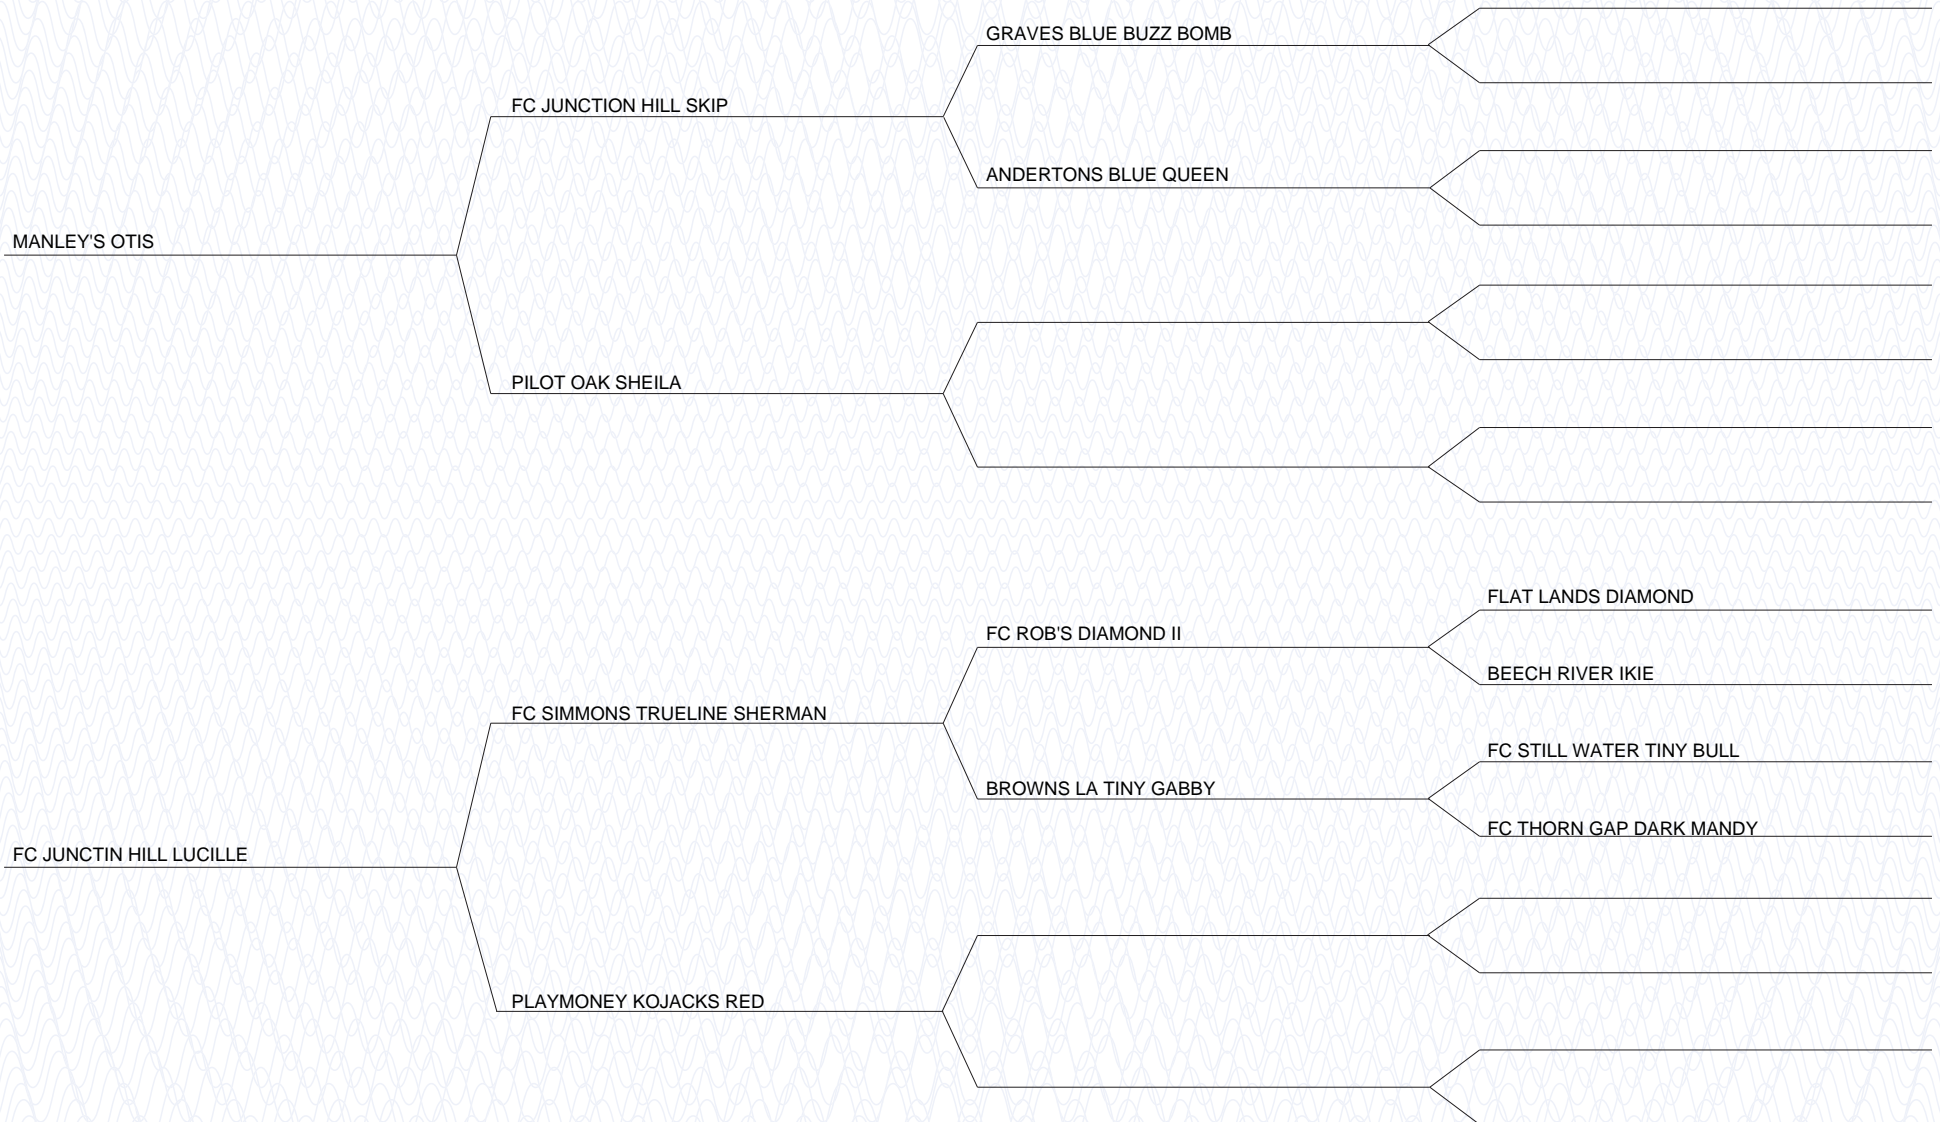 GRAVES BLUE BUZZ BOMB
FC JUNCTION HILL SKIP
ANDERTONS BLUE QUEEN
MANLEY'S OTIS
PILOT OAK SHEILA
FLAT LANDS DIAMOND
FC ROB'S DIAMOND II
BEECH RIVER IKIE
FC SIMMONS TRUELINE SHERMAN
FC STILL WATER TINY BULL
BROWNS LA TINY GABBY
FC THORN GAP DARK MANDY
FC JUNCTIN HILL LUCILLE
PLAYMONEY KOJACKS RED